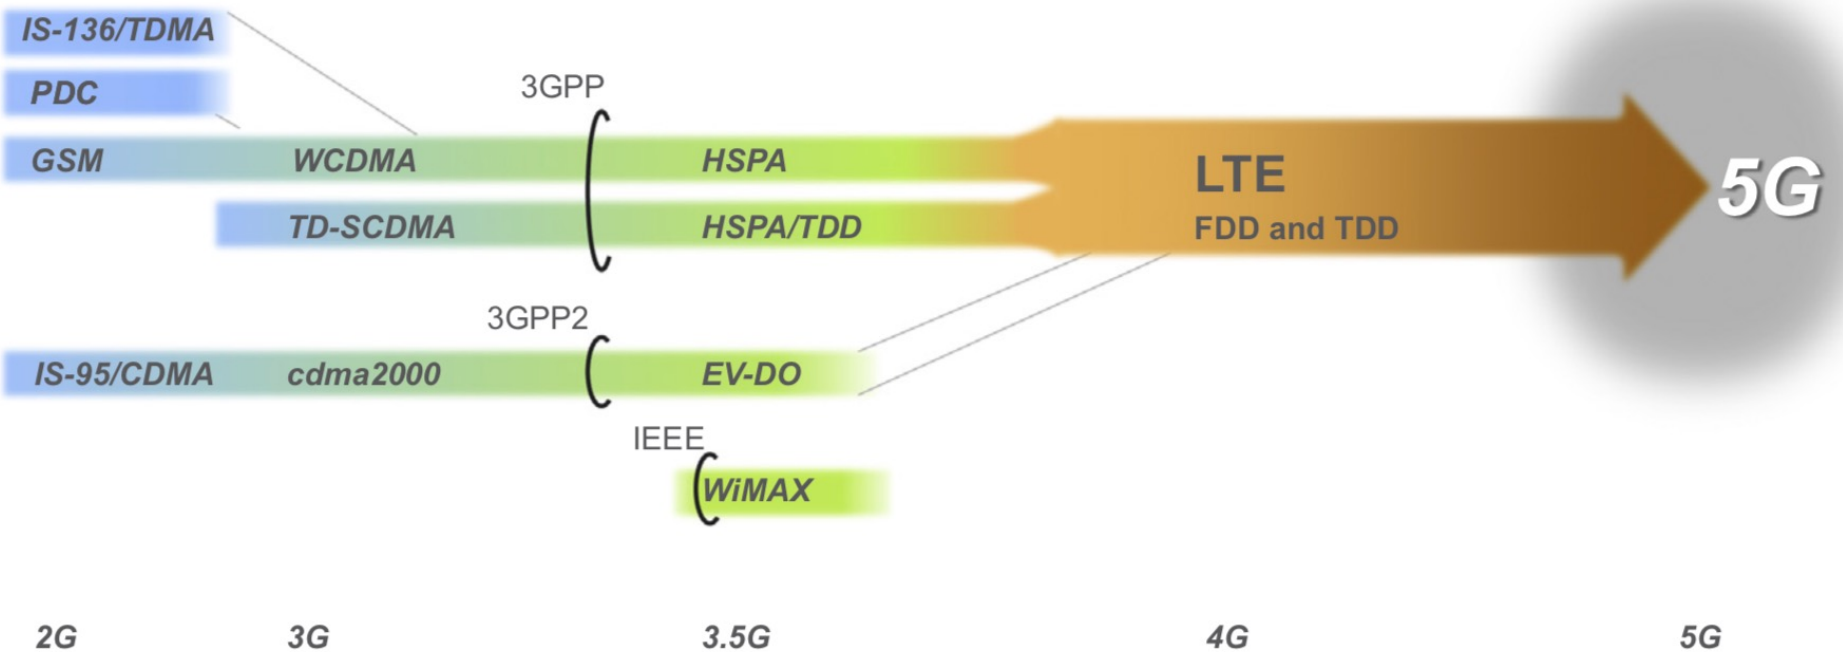 IS-136/TDMA
PDC
3GPP
GSM WCDMA HSPA
TD-SCDMA HSPA/TDD
LTE
FDD and TDD
5G
3GPP2
IS-95/CDMA cdma2000 EV-DO
IEEE
WiMAX
2G 3G 3.5G 4G 5G